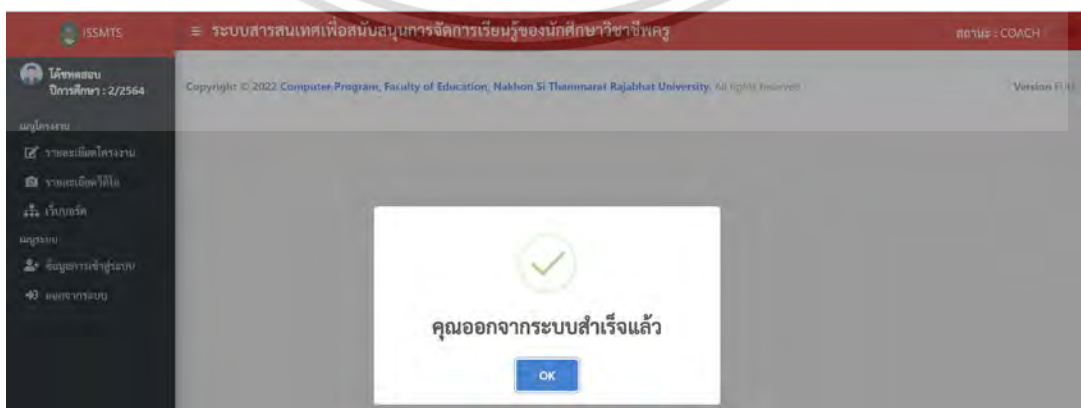 ISSMTS
≡ ระบบสารสนเทศเพื่อสนับสนุนการจัดการเรียนรู้ของนักศึกษาวิชาชีพครู
สถานะ : COACH
โค้ชทดสอบ
ปีการศึกษา : 2/2564
Copyright © 2022 Computer Program, Faculty of Education, Nakhon Si Thammarat Rajabhat University. All rights reserved.
Version FULL
เมนูโครงงาน
รายละเอียดโครงงาน
รายละเอียดวีดีโอ
เว็บบอร์ด
เมนูระบบ
ข้อมูลการเข้าสู่ระบบ
ออกจากระบบ
คุณออกจากระบบสำเร็จแล้ว
OK